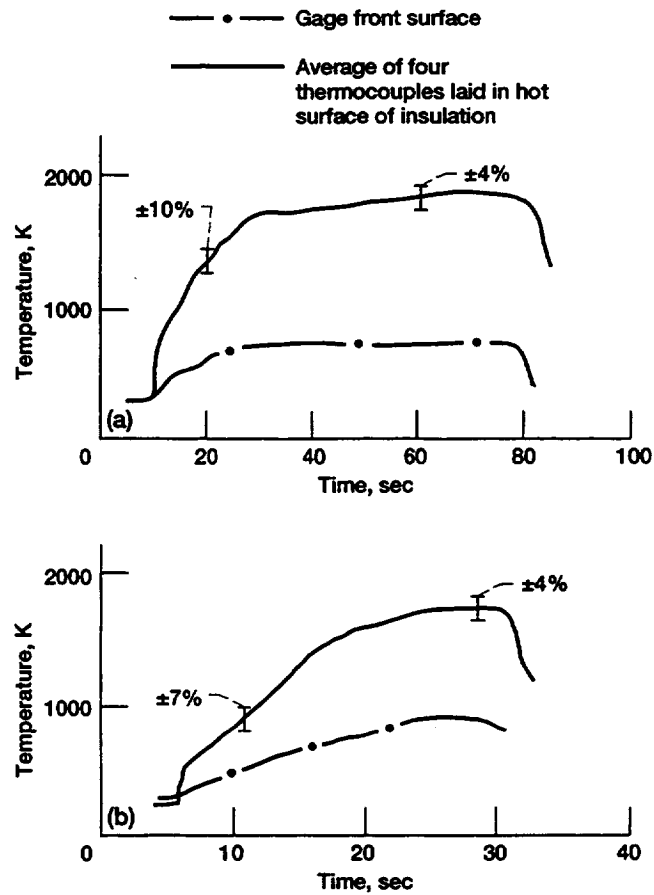 Gage front surface
Average of four
thermocouples laid in hot
surface of insulation
2000
±4%
±10%
1000
Temperature, K
(a)
0 20 40 60 80 100
Time, sec
2000
±4%
±7%
1000
Temperature, K
(b)
0 10 20 30 40
Time, sec